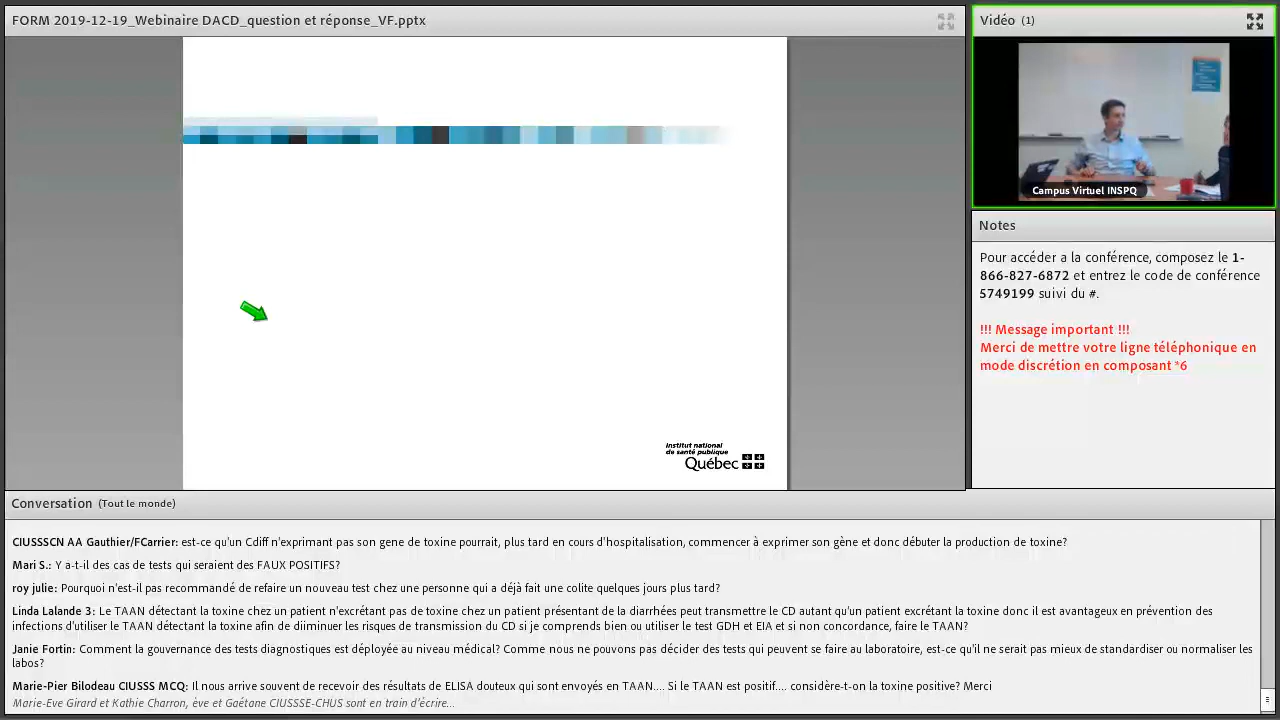 FORM 2019-12-19_Webinaire DACD_question et réponse_VF.pptx
Institut national
de santé publique
Québec
Vidéo (1)
Campus Virtuel INSPQ
Notes
Pour accéder a la conférence, composez le 1-
866-827-6872 et entrez le code de conférence
5749199 suivi du #.
!!! Message important !!!
Merci de mettre votre ligne téléphonique en
mode discrétion en composant *6
Conversation (Tout le monde)
CIUSSSCN AA Gauthier/FCarrier: est-ce qu'un Cdiff n'exprimant pas son gene de toxine pourrait, plus tard en cours d'hospitalisation, commencer à exprimer son gène et donc débuter la production de toxine?
Mari S.: Y a-t-il des cas de tests qui seraient des FAUX POSITIFS?
roy julie: Pourquoi n'est-il pas recommandé de refaire un nouveau test chez une personne qui a déjà fait une colite quelques jours plus tard?
Linda Lalande 3: Le TAAN détectant la toxine chez un patient n'excrétant pas de toxine chez un patient présentant de la diarrhées peut transmettre le CD autant qu'un patient excrétant la toxine donc il est avantageux en prévention des
infections d'utiliser le TAAN détectant la toxine afin de diiminuer les risques de transmission du CD si je comprends bien ou utiliser le test GDH et EIA et si non concordance, faire le TAAN?
Janie Fortin: Comment la gouvernance des tests diagnostiques est déployée au niveau médical? Comme nous ne pouvons pas décider des tests qui peuvent se faire au laboratoire, est-ce qu'il ne serait pas mieux de standardiser ou normaliser les
labos?
Marie-Pier Bilodeau CIUSSS MCQ: Il nous arrive souvent de recevoir des résultats de ELISA douteux qui sont envoyés en TAAN.... Si le TAAN est positif.... considère-t-on la toxine positive? Merci
Marie-Eve Girard et Kathie Charron, ève et Gaétane CIUSSSE-CHUS sont en train d'écrire...